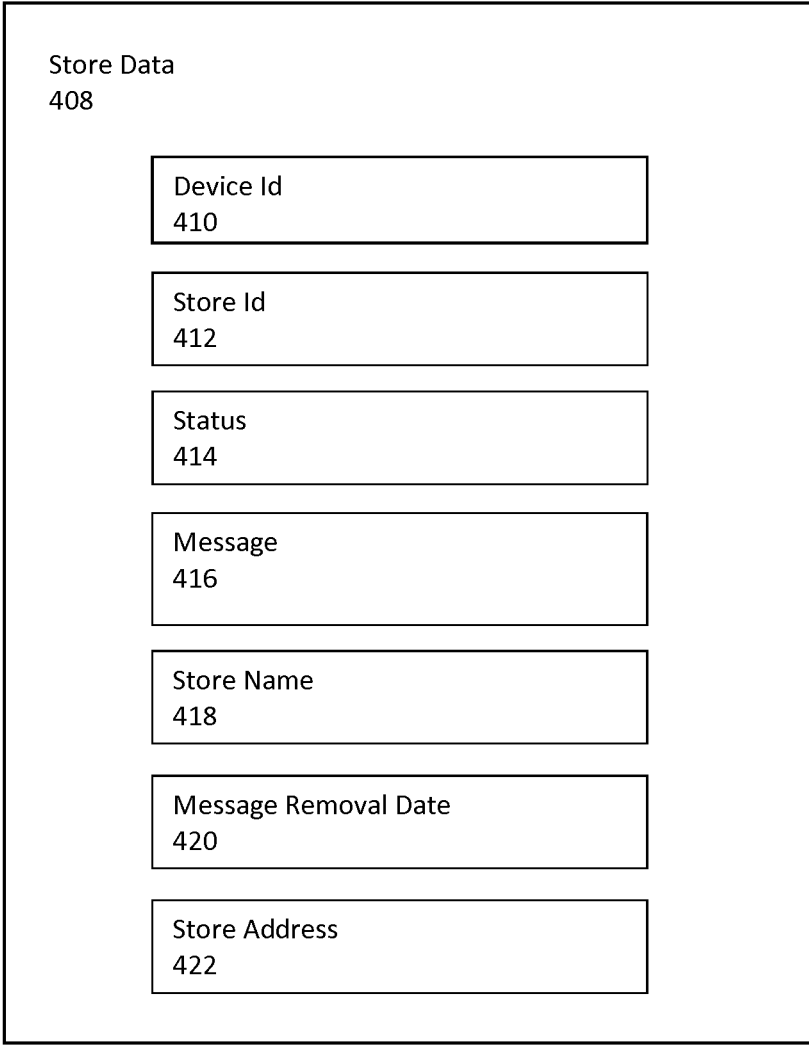 Store Data
408
Device Id
410
Store Id
412
Status
414
Message
416
Store Name
418
Message Removal Date
420
Store Address
422